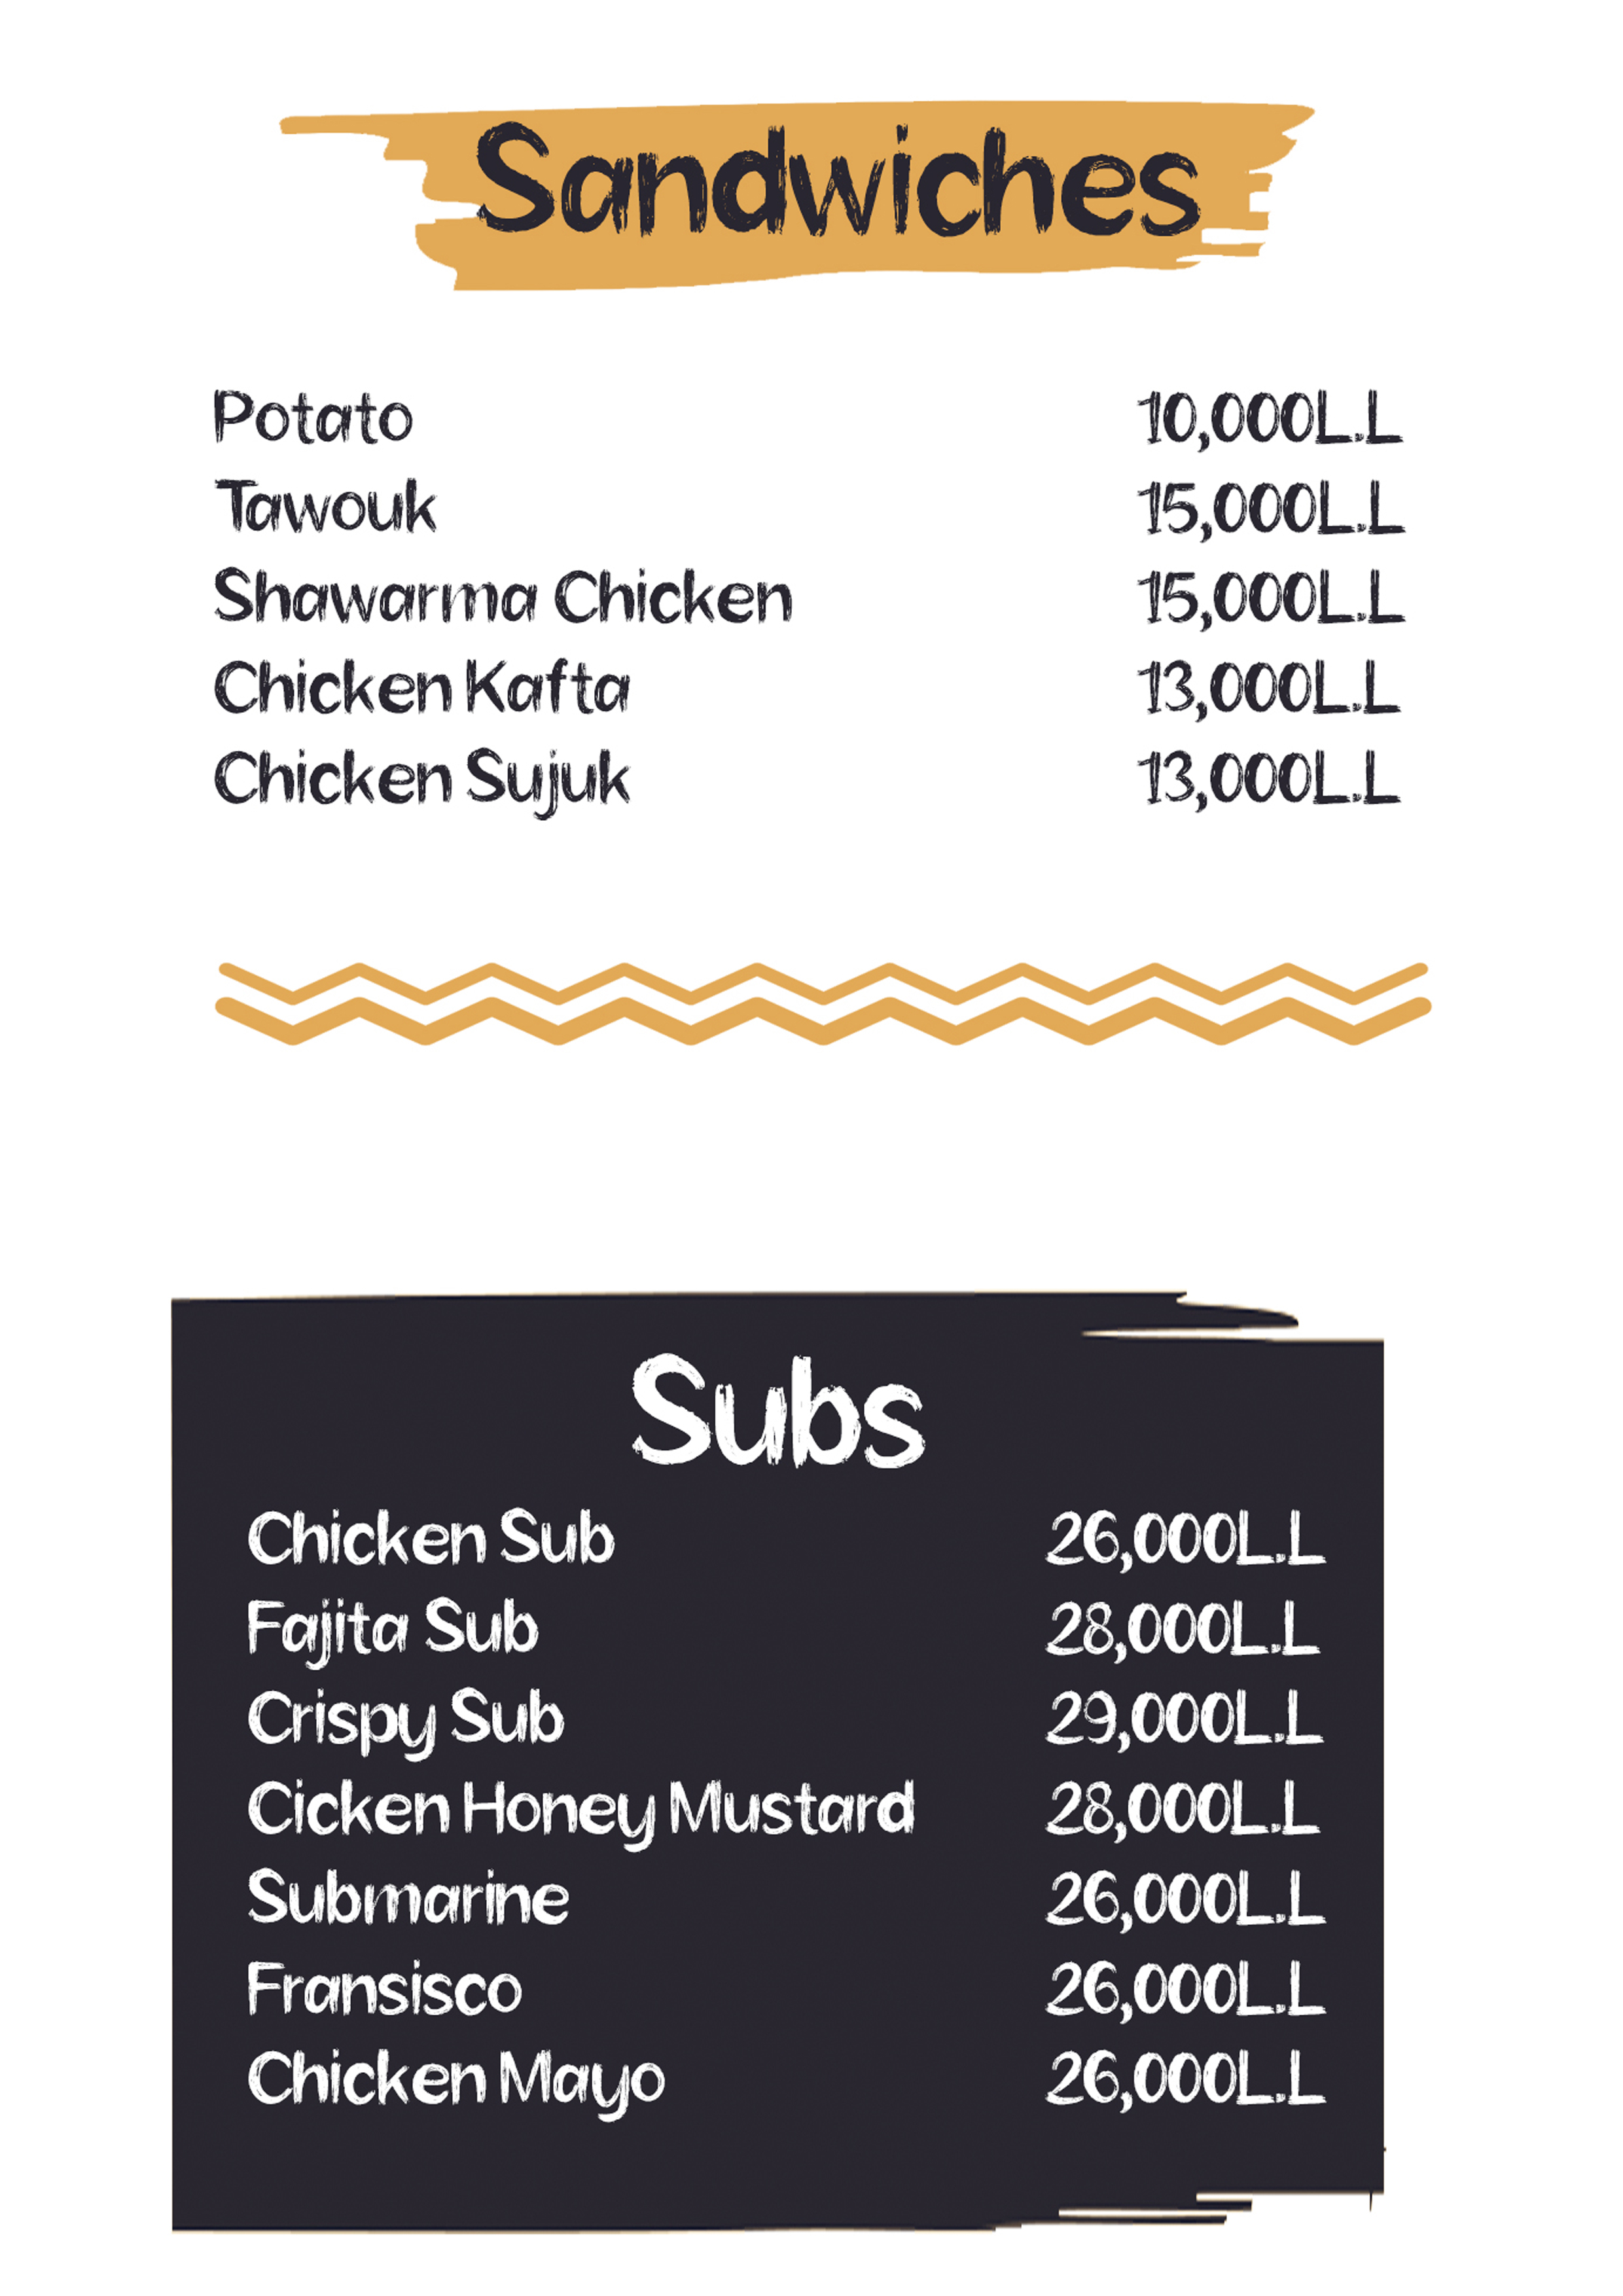 Sandwiches
Potato 10,000L.L
Tawouk 15,000L.L
Shawarma Chicken 15,000L.L
Chicken Kafta 13,000L.L
Chicken Sujuk 13,000L.L
Subs
Chicken Sub 26,000L.L
Fajita Sub 28,000L.L
Crispy Sub 29,000L.L
Cicken Honey Mustard 28,000L.L
Submarine 26,000L.L
Fransisco 26,000L.L
Chicken Mayo 26,000L.L